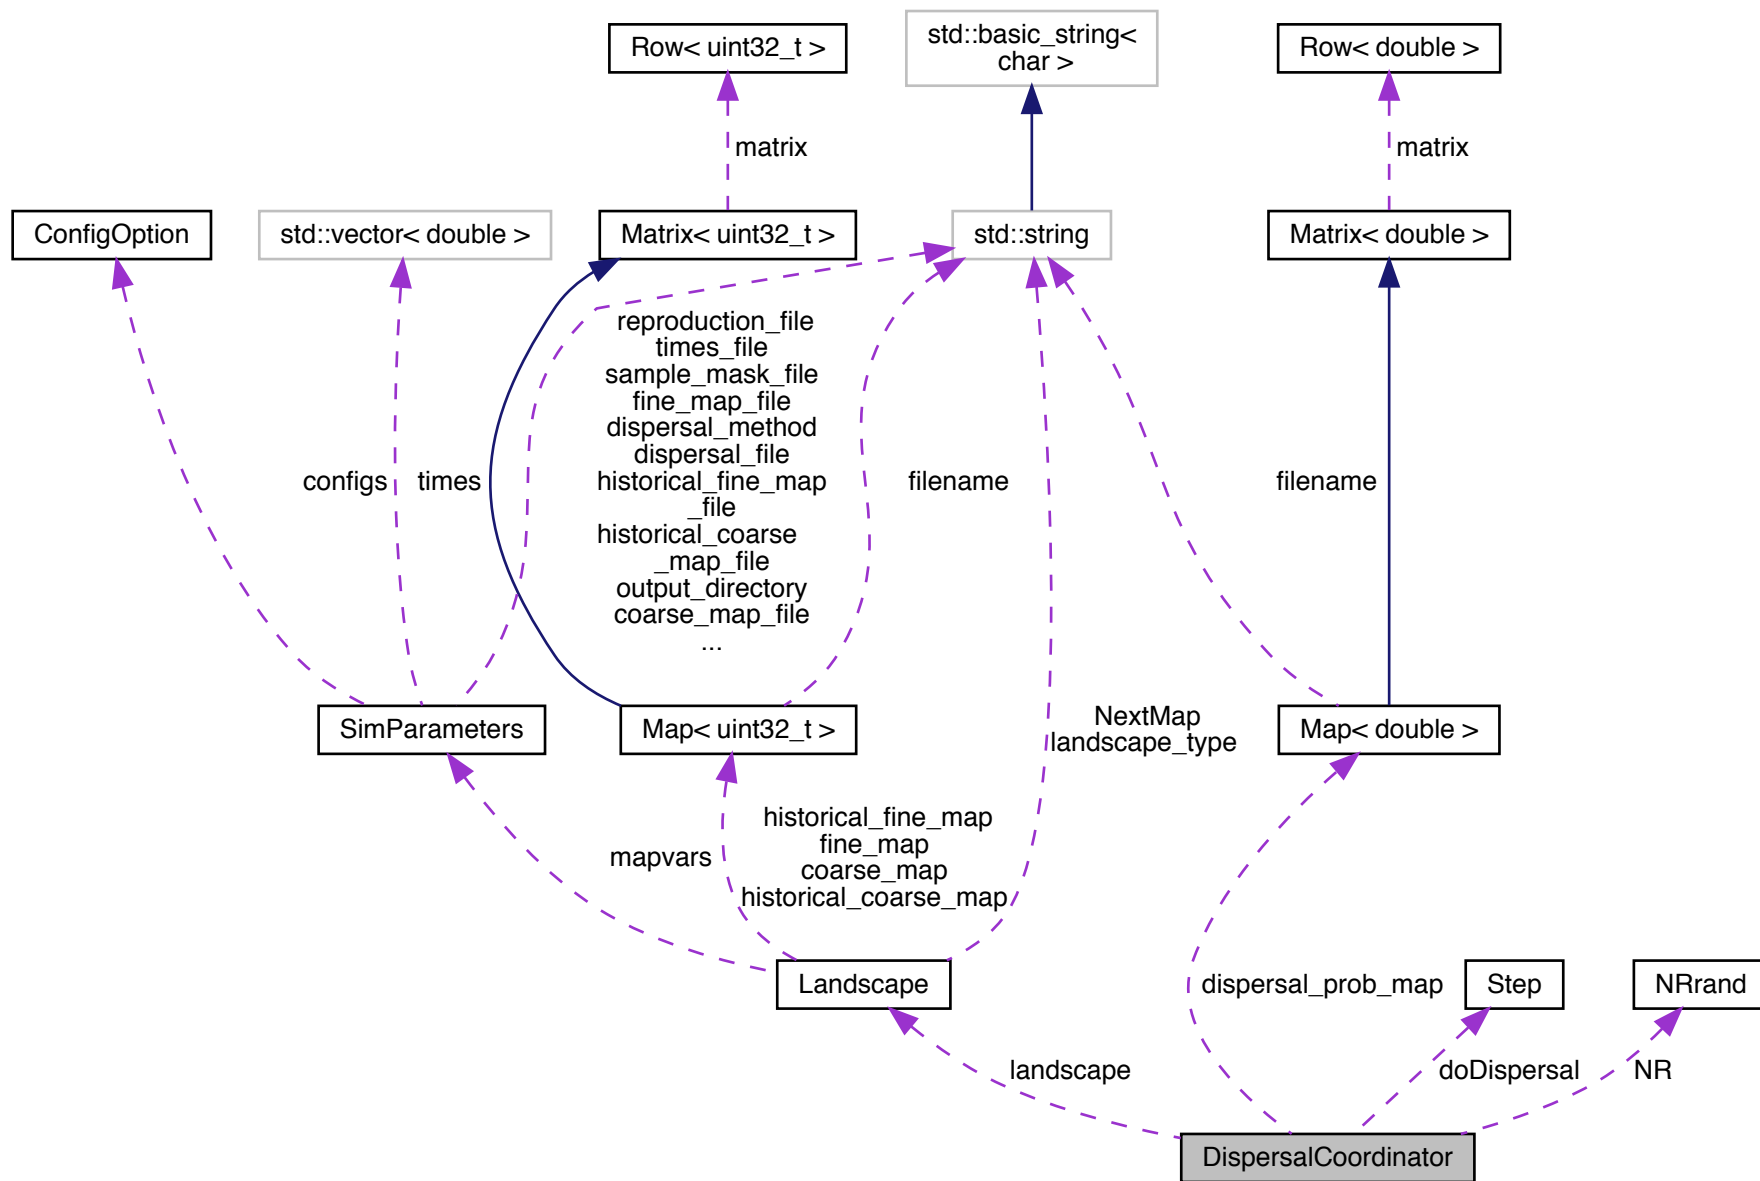 Row< uint32_t >
std::basic_string<
char >
Row< double >
matrix
matrix
ConfigOption
std::vector< double >
Matrix< uint32_t >
std::string
Matrix< double >
reproduction_file
times_file
sample_mask_file
fine_map_file
dispersal_method
dispersal_file
historical_fine_map
_file
historical_coarse
_map_file
output_directory
coarse_map_file
...
configs
times
filename
filename
SimParameters
Map< uint32_t >
NextMap
landscape_type
Map< double >
mapvars
historical_fine_map
fine_map
coarse_map
historical_coarse_map
Landscape
dispersal_prob_map
Step
NRrand
landscape
doDispersal
NR
DispersalCoordinator